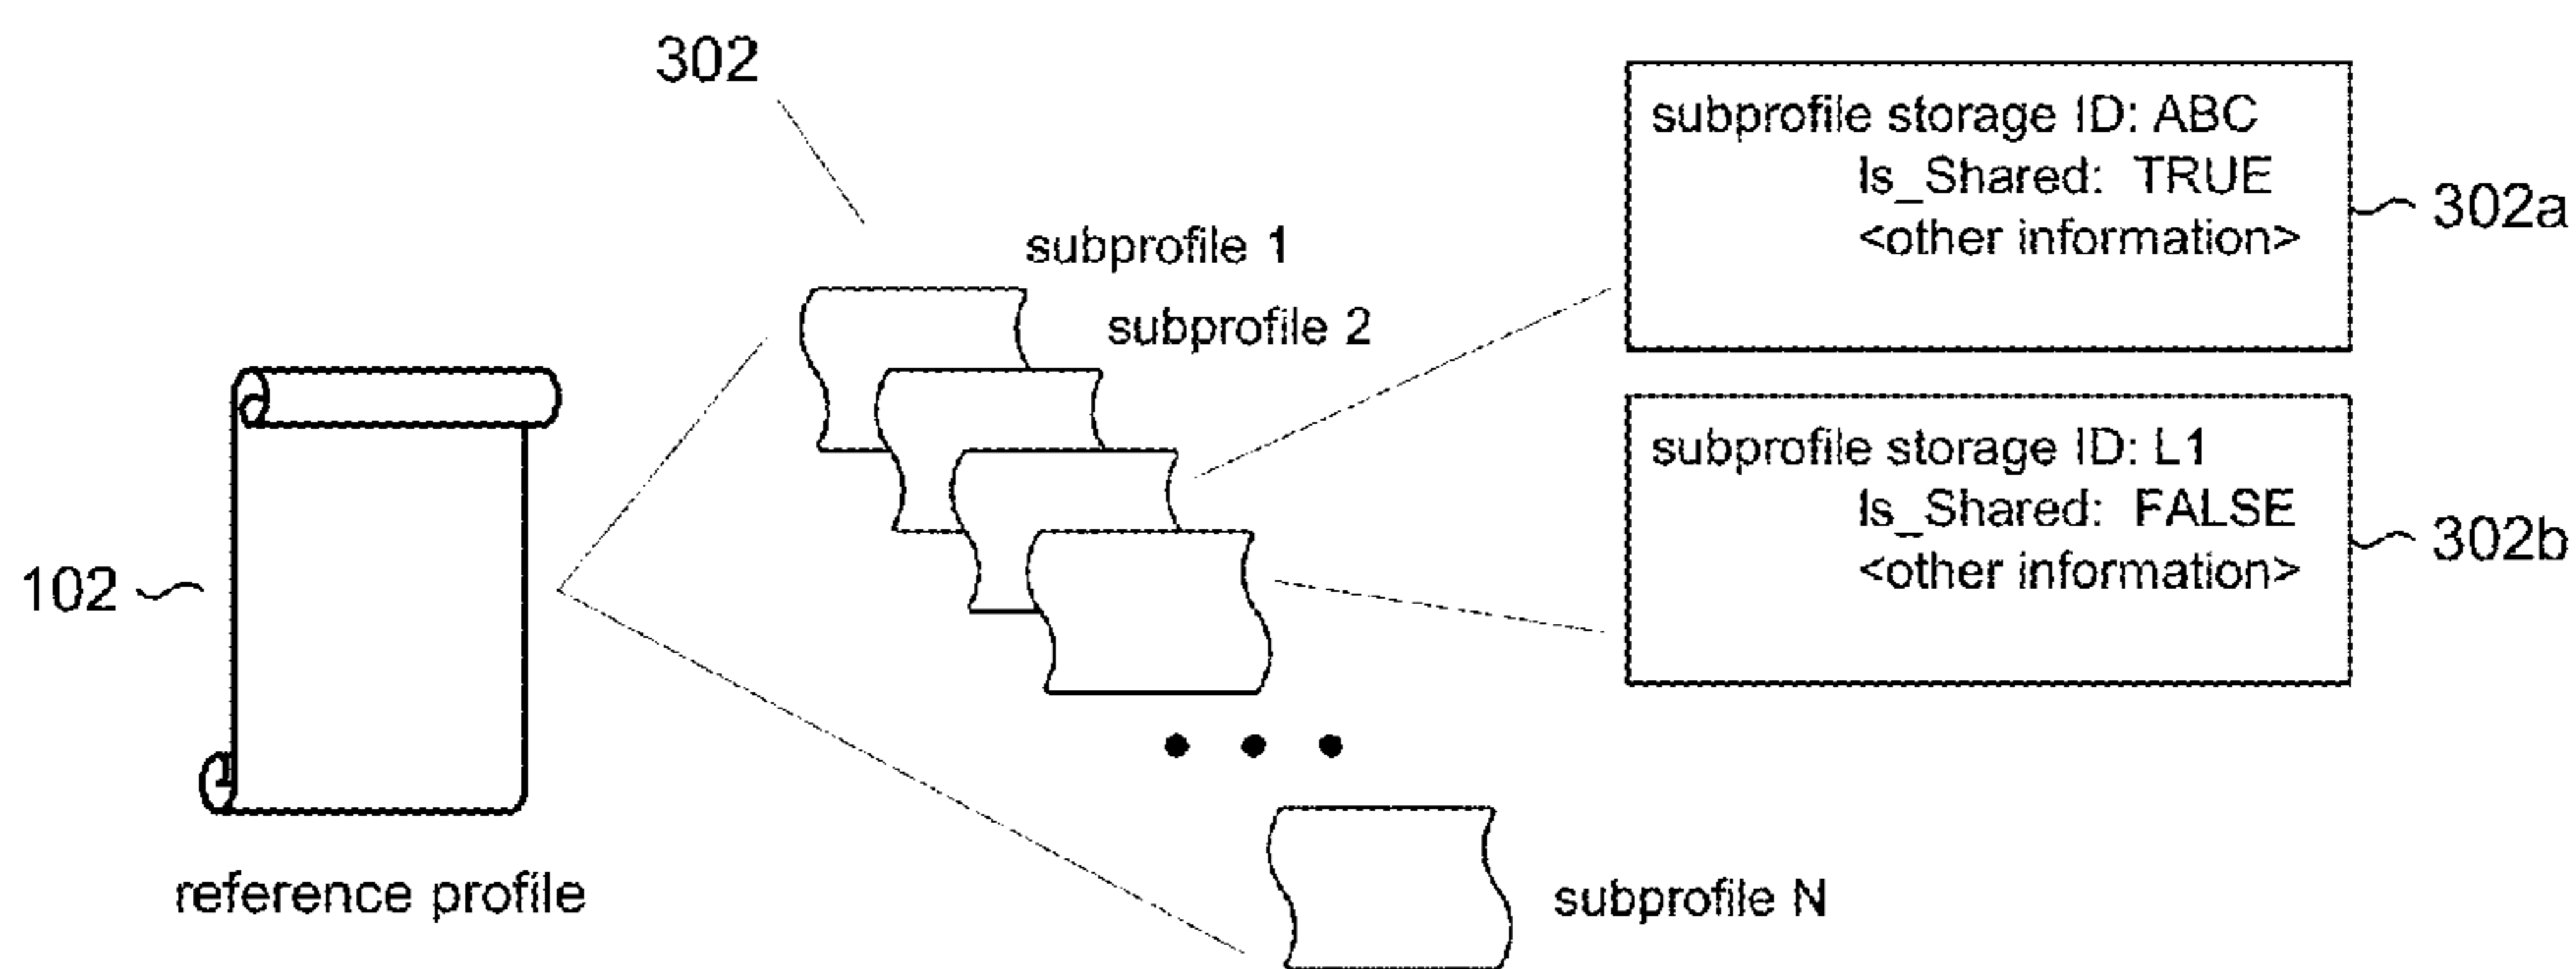 302
subprofile storage ID: ABC
Is_Shared: TRUE
<other information>
302a
subprofile 1
subprofile 2
subprofile storage ID: L1
Is_Shared: FALSE
<other information>
302b
102
reference profile
subprofile N